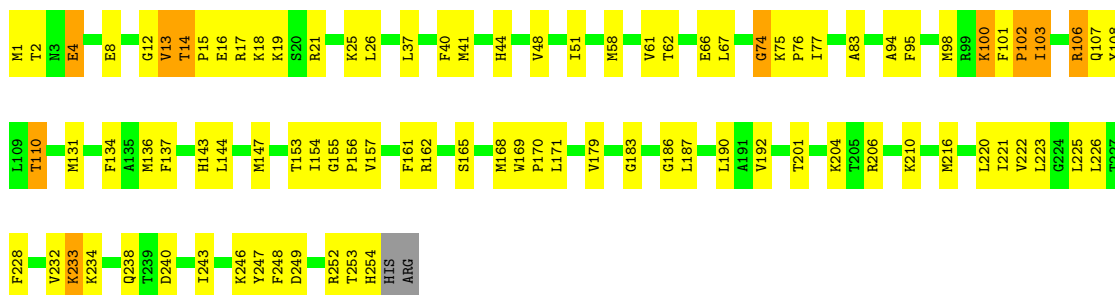 M1 T2 N3 E4 E8 G12 V13 T14 P15 E16 R17 K18 K19 S20 R21 K25 L26 L37 F40 M41 H44 V48 I51 M58 V61 T62 E66 L67 G74 K75 P76 I77 A83 A94 F95 M98 R99 K100 F101 P102 I103 R106 Q107 Y108
L109 T110 M131 F134 A135 M136 F137 H143 L144 M147 T153 I154 G155 P156 V157 F161 R162 S165 M168 W169 P170 L171 V179 G183 G186 L187 L190 A191 V192 T201 K204 T205 R206 K210 M216 L220 I221 V222 L223 G224 L225 L226 T227
F228 V232 K233 K234 Q238 T239 D240 I243 K246 Y247 F248 D249 R252 T253 H254 HIS ARG